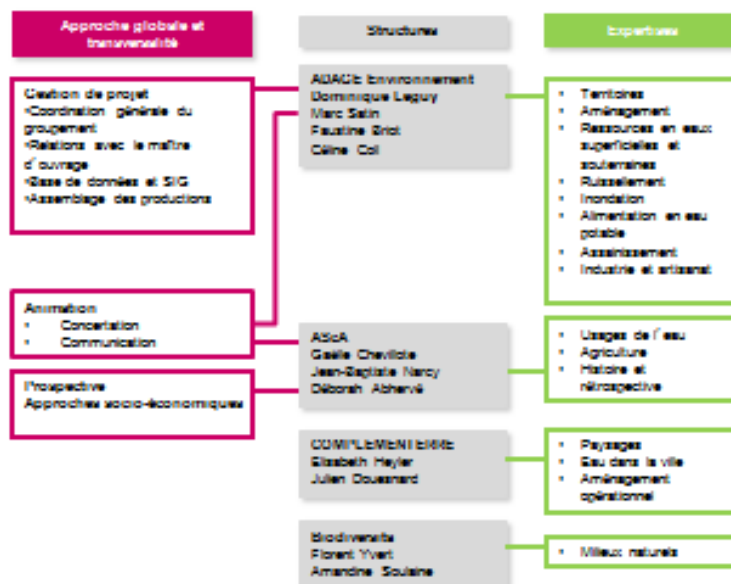 Approche globale et
transversalité
Structures
Expertises
Gestion de projet
•Coordination générale du
groupement
•Relations avec le maître
d'ouvrage
•Base de données et SIG
•Assemblage des productions
Animation
• Concertation
• Communication
Prospective
Approches socio-économiques
ADAGE Environnement
Dominique Leguy
Marc Salin
Faustine Briot
Céline Coll
ASCA
Gaëlle Chevillotte
Jean-Baptiste Narcy
Déborah Abhervé
COMPLEMENTERRE
Elisabeth Heyler
Julien Douesnard
Biodiversita
Florent Yvert
Amandine Soulaine
• Territoires
• Aménagement
• Ressources en eaux
superficielles et
souterraines
• Ruissellement
• Inondation
• Alimentation en eau
potable
• Assainissement
• Industrie et artisanat
• Usages de l'eau
• Agriculture
• Histoire et
rétrospective
• Paysages
• Eau dans la ville
• Aménagement
opérationnel
• Milieux naturels